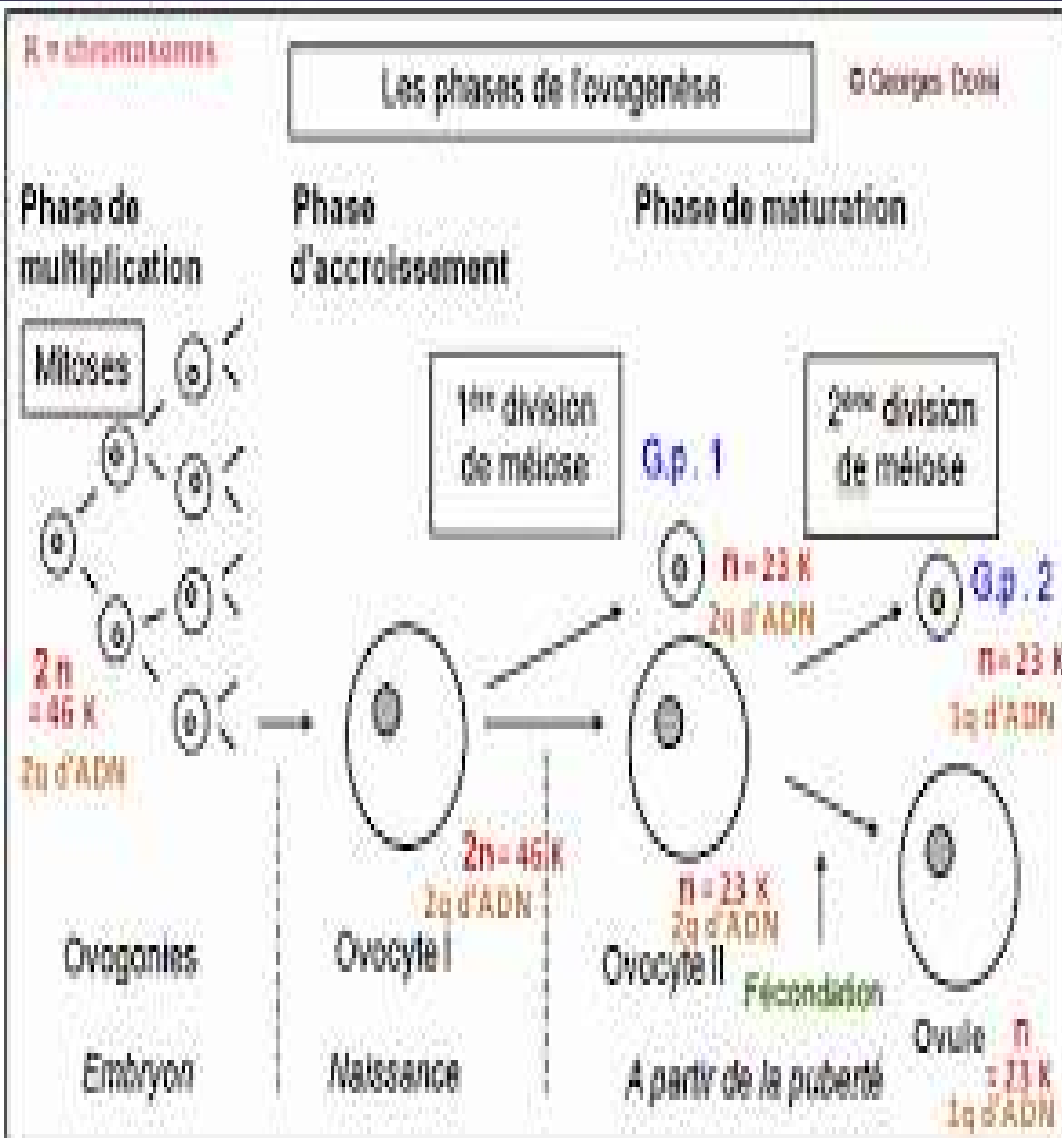 K = chromosomes
Les phases de l'ovogenèse
© Georges Dolisi
Phase de
multiplication
Phase
d'accroissement
Phase de maturation
Mitoses
1ère division
de méiose
G.p. 1
2ème division
de méiose
n = 23 K
2q d'ADN
G.p. 2
n = 23 K
1q d'ADN
2n
= 46 K
2q d'ADN
2n = 46 K
2q d'ADN
n = 23 K
2q d'ADN
Ovogonies
Ovocyte I
Ovocyte II
Fécondation
Ovule n
= 23 K
1q d'ADN
Embryon
Naissance
A partir de la puberté